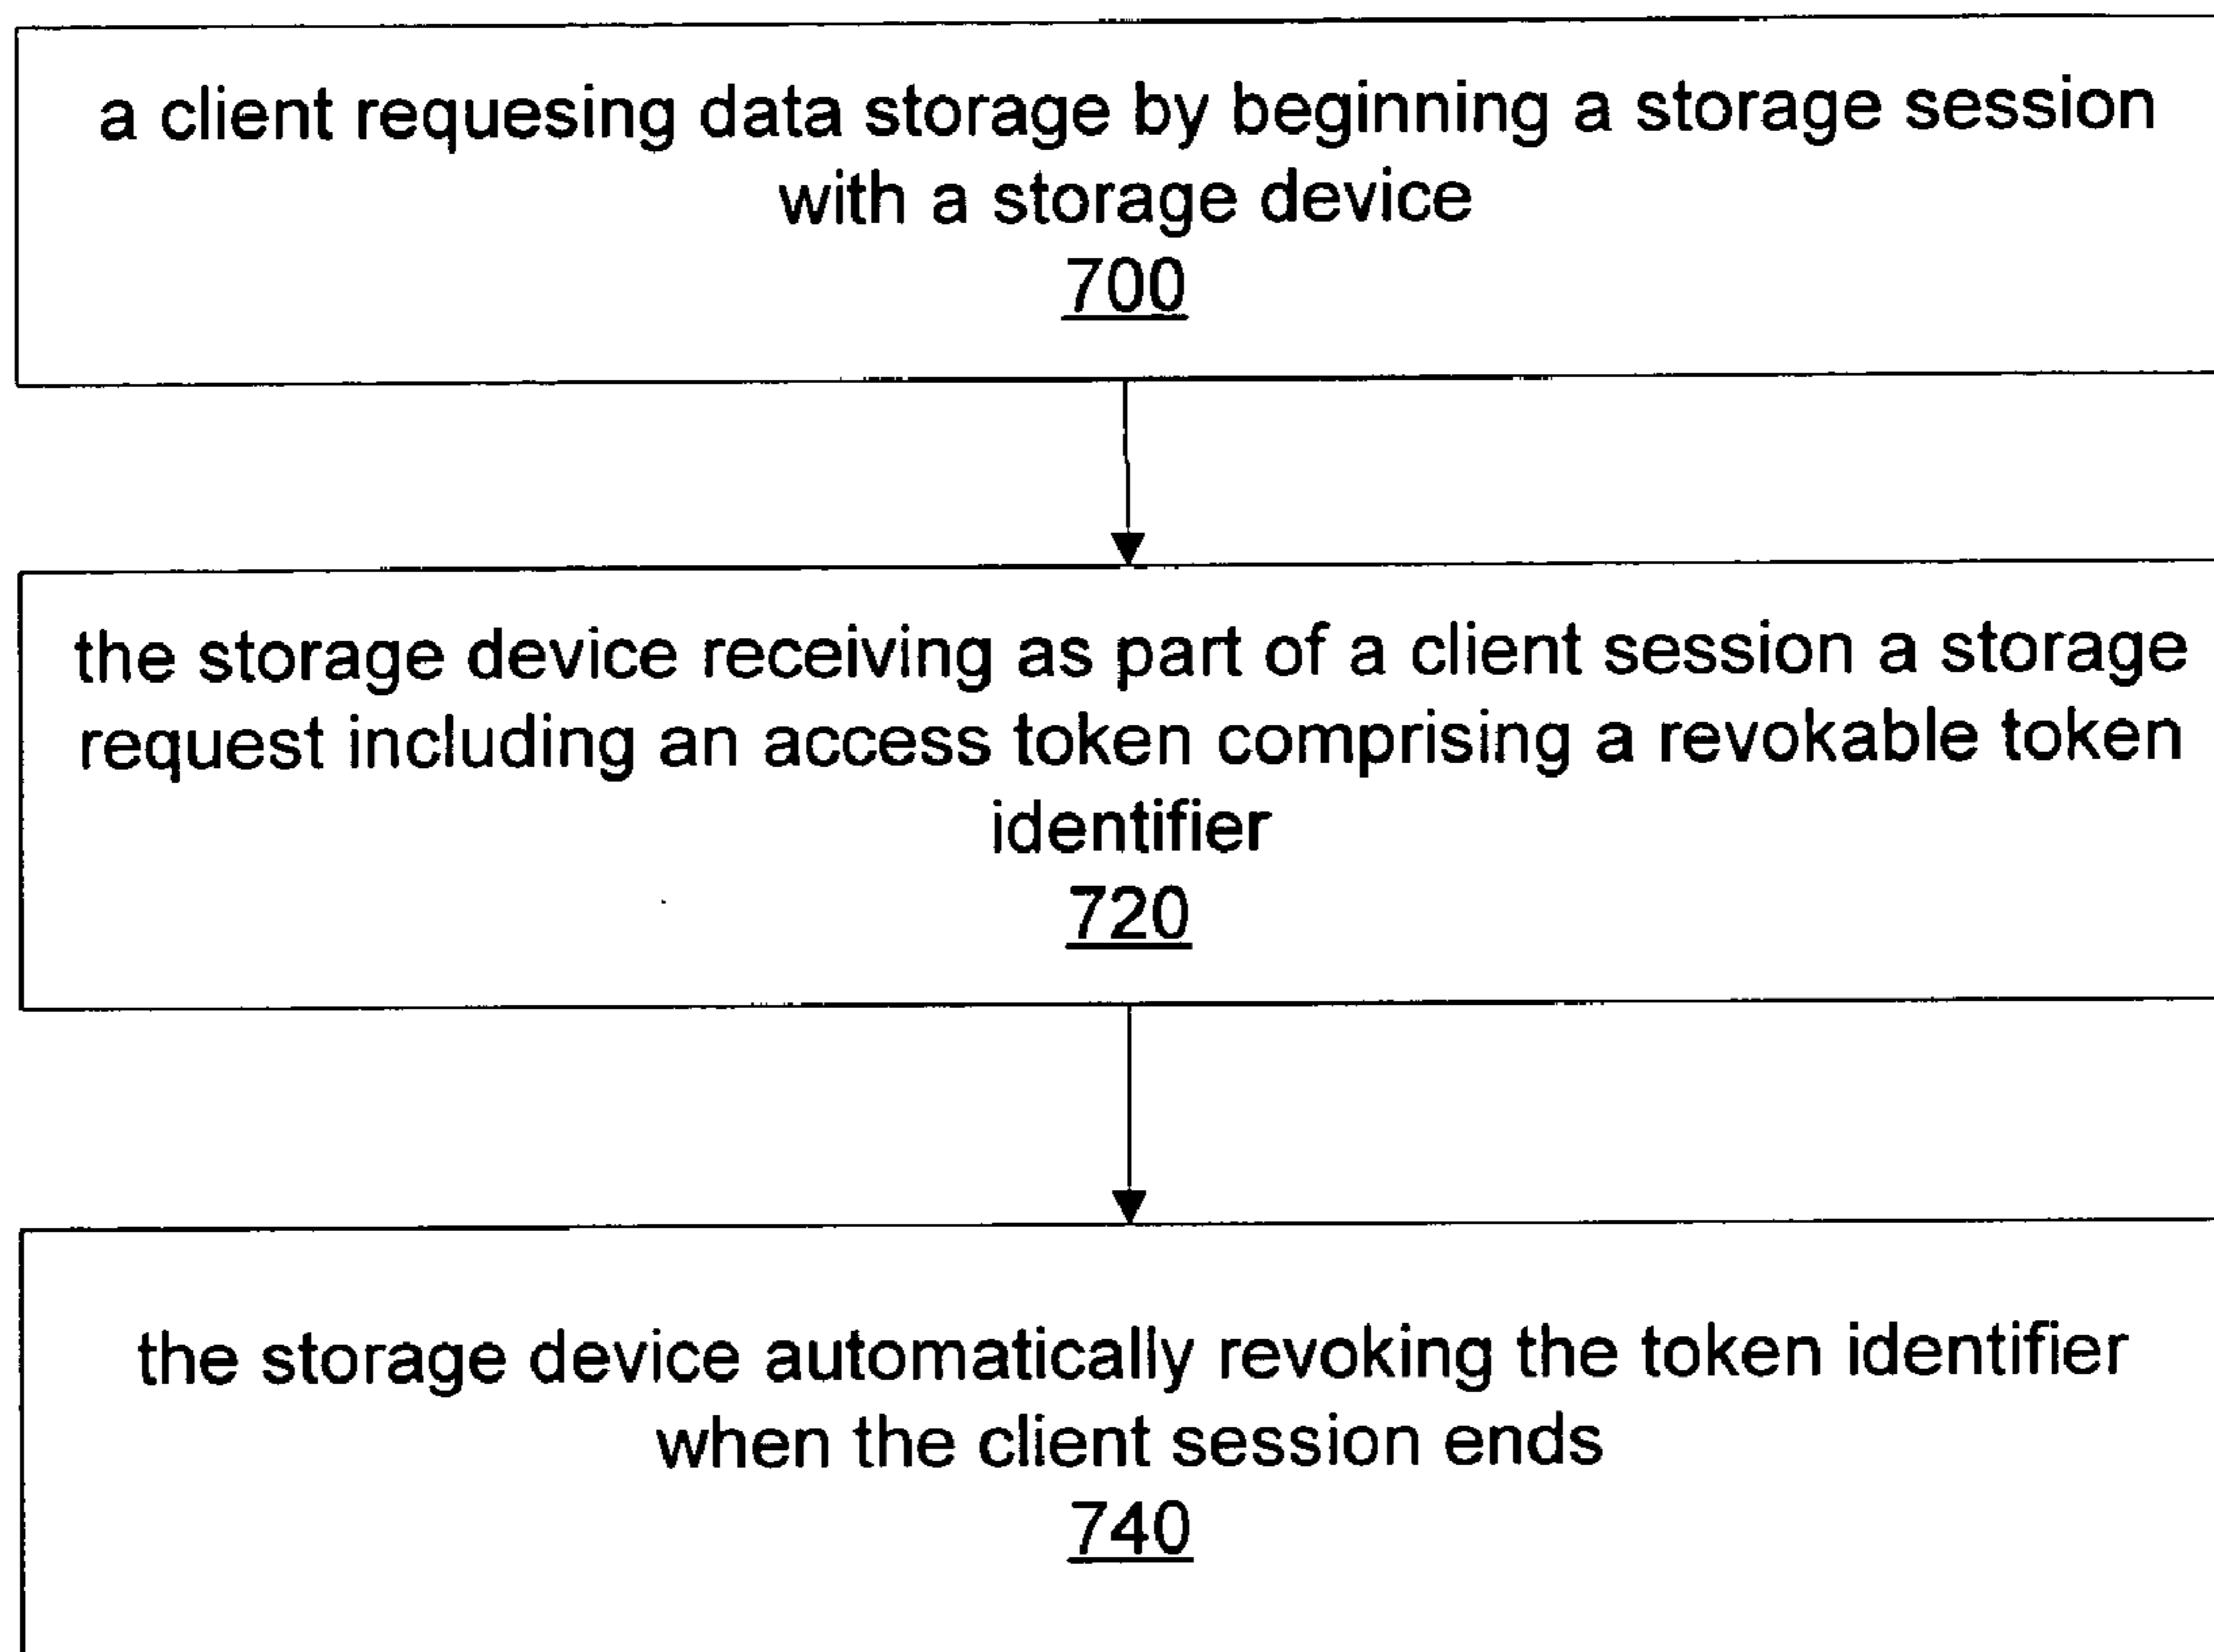 a client requesing data storage by beginning a storage session
with a storage device
700
the storage device receiving as part of a client session a storage
request including an access token comprising a revokable token
identifier
720
the storage device automatically revoking the token identifier
when the client session ends
740